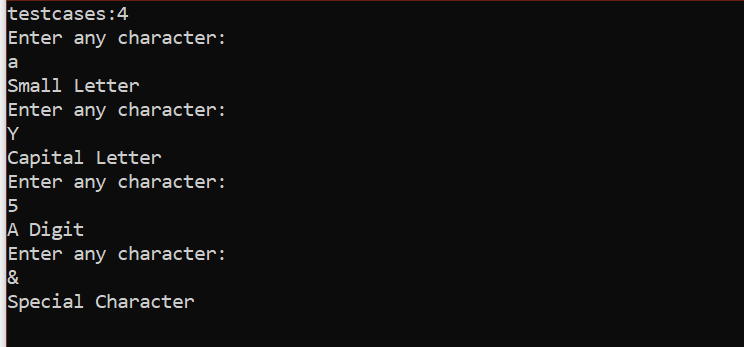 testcases:4
Enter any character:
a
Small Letter
Enter any character:
Y
Capital Letter
Enter any character:
5
A Digit
Enter any character:
&
Special Character